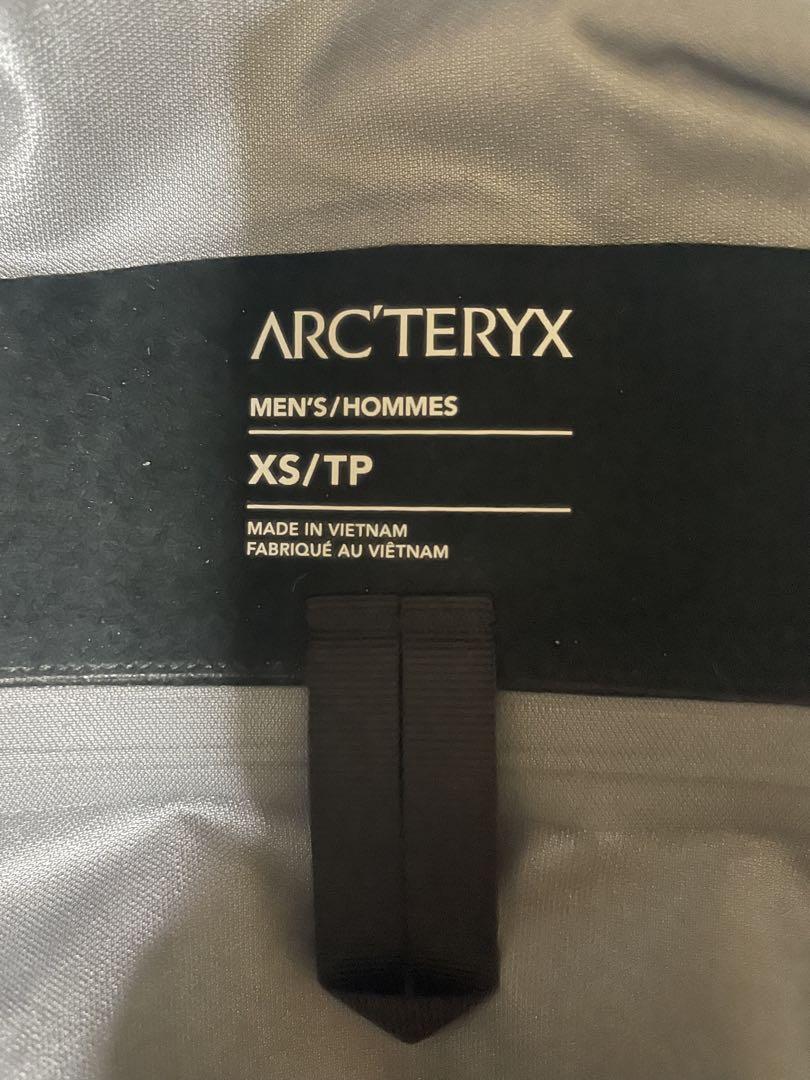 ARC'TERYX
MEN'S/HOMMES
XS/TP
MADE IN VIETNAM
FABRIQUÉ AU VIÊTNAM